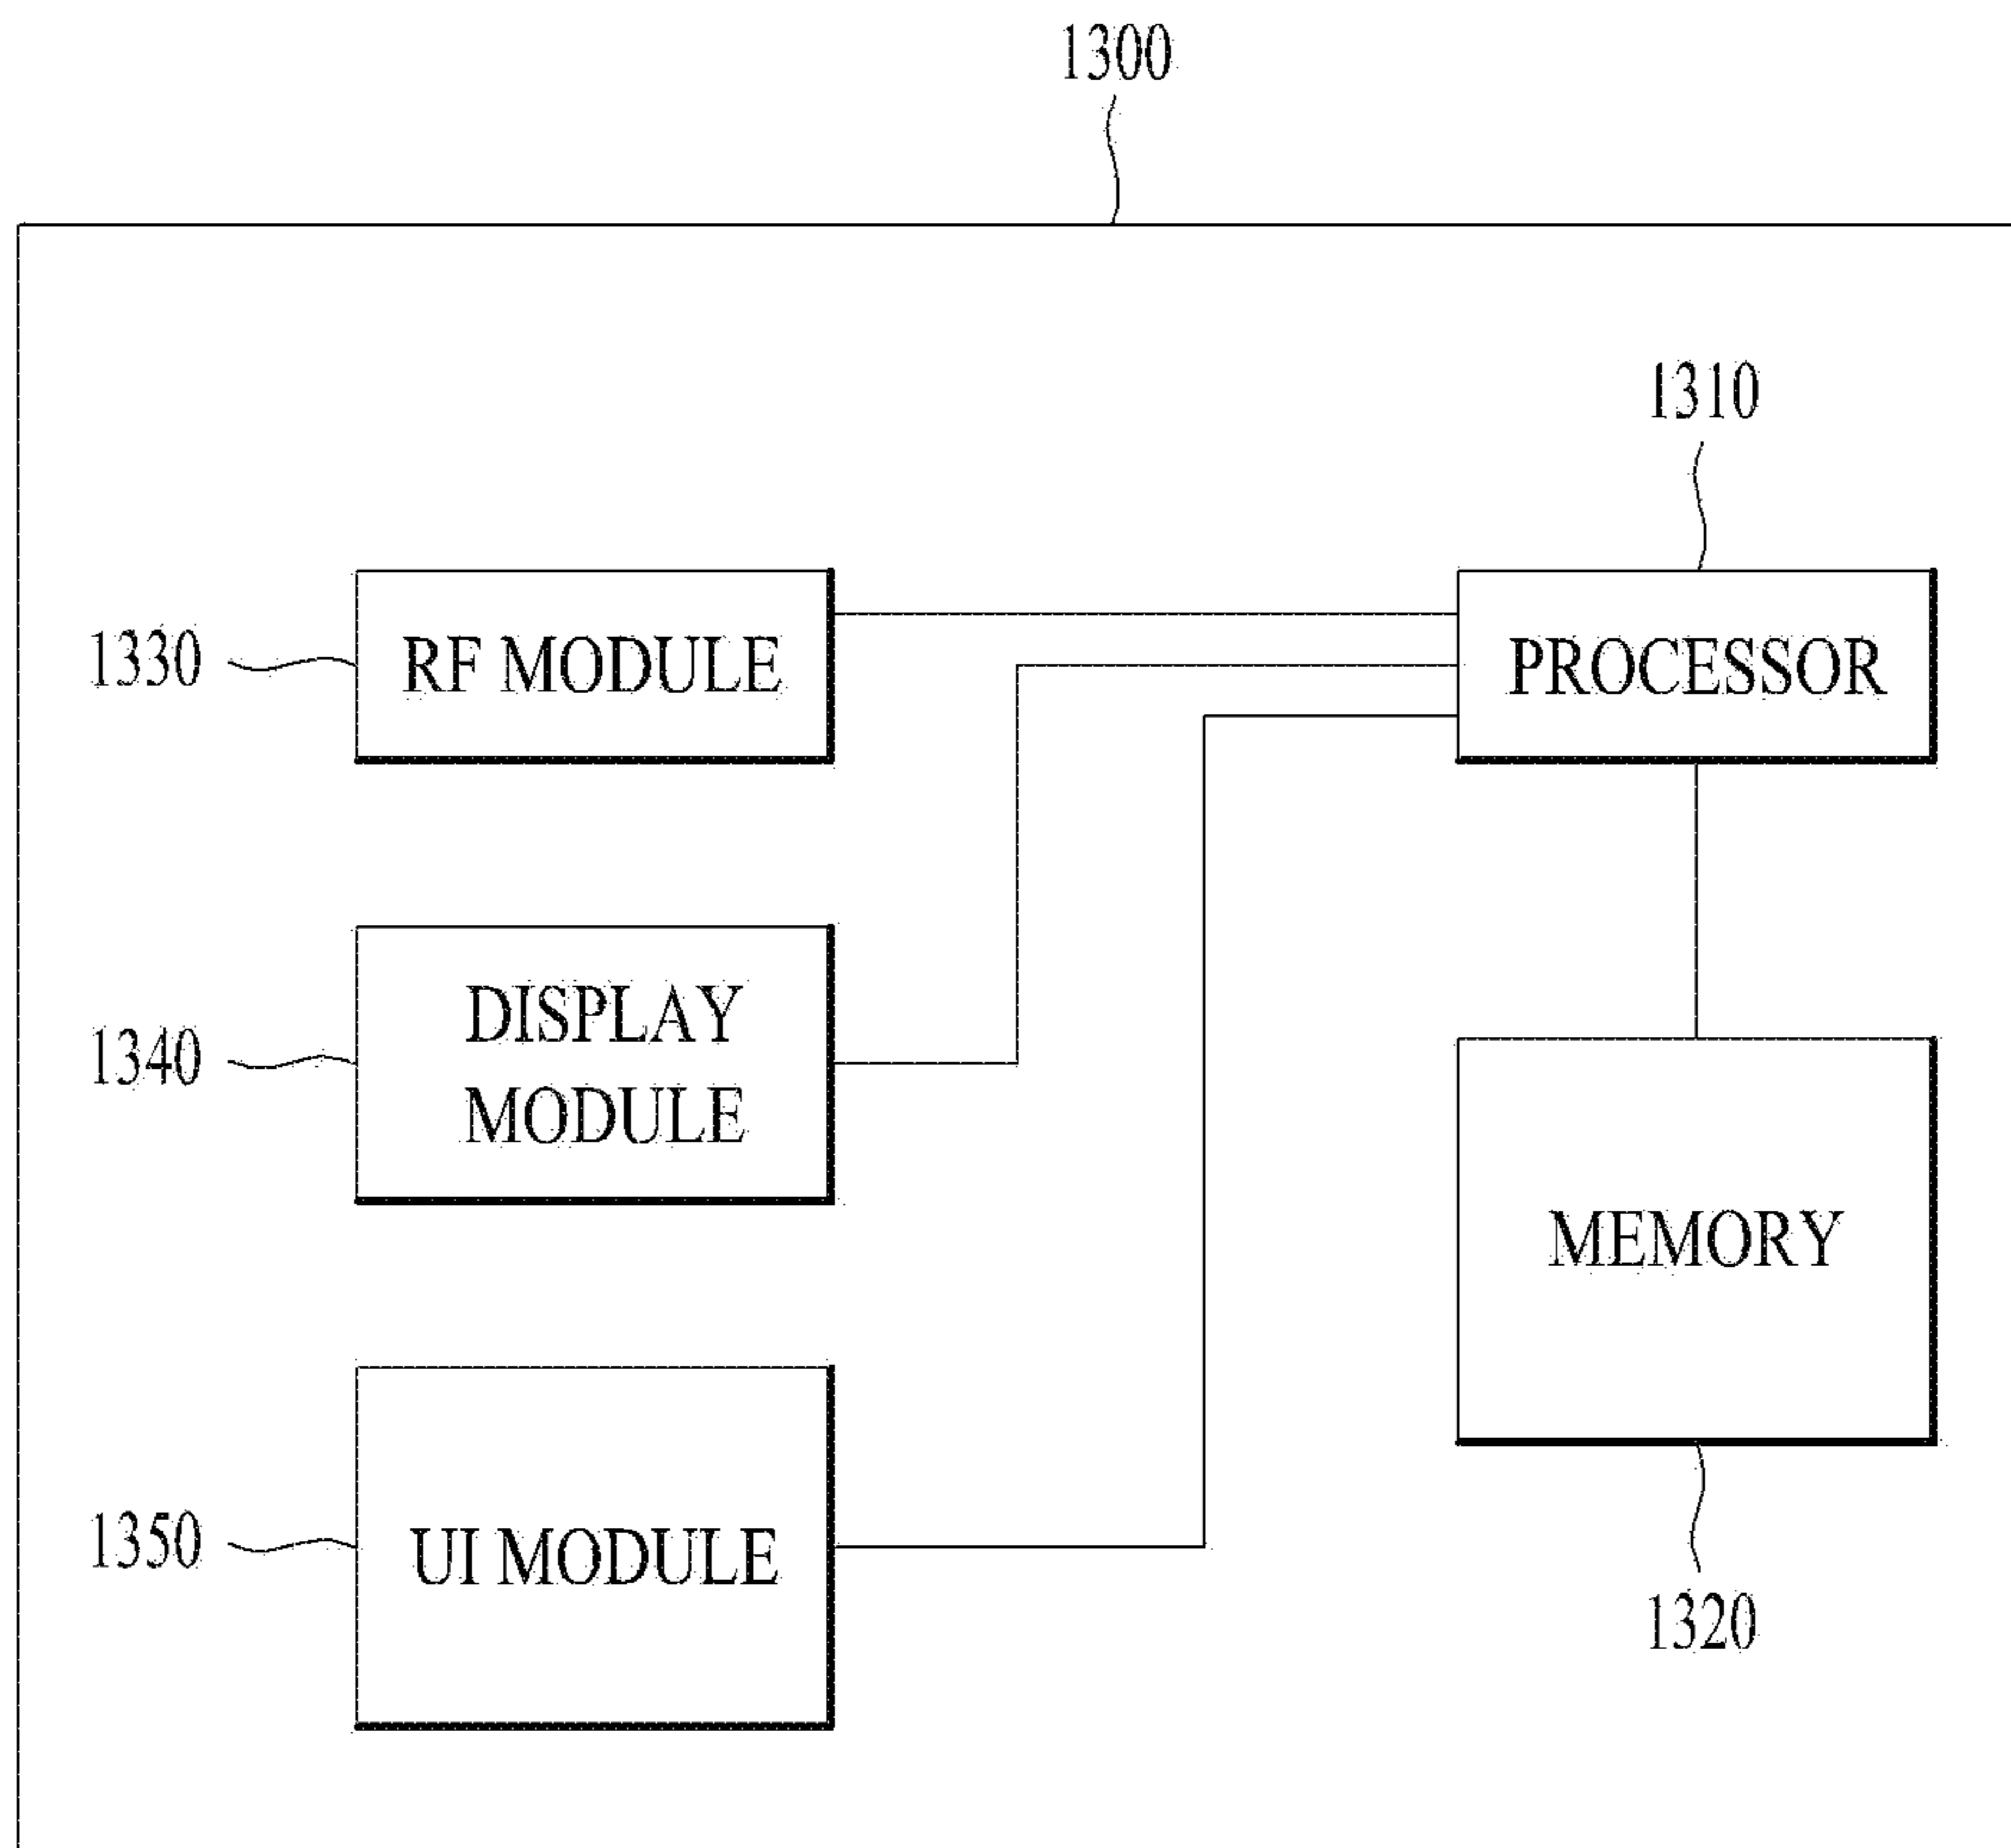 1300
1310
1330
RF MODULE
PROCESSOR
1340
DISPLAY
MODULE
MEMORY
1350
UI MODULE
1320